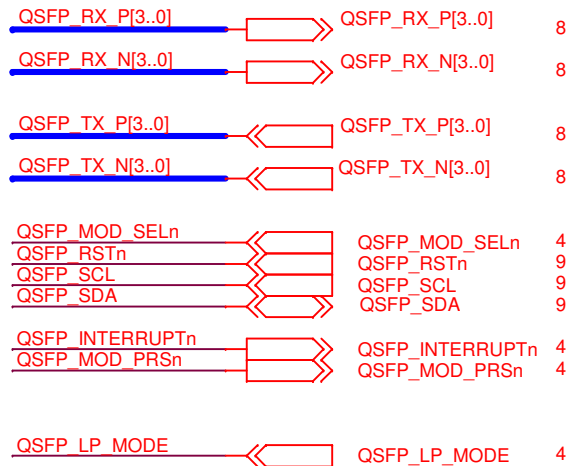 QSFP_RX_P[3..0] QSFP_RX_P[3..0] 8
QSFP_RX_N[3..0] QSFP_RX_N[3..0] 8
QSFP_TX_P[3..0] QSFP_TX_P[3..0] 8
QSFP_TX_N[3..0] QSFP_TX_N[3..0] 8
QSFP_MOD_SELn QSFP_MOD_SELn 4
QSFP_RSTn QSFP_RSTn 9
QSFP_SCL QSFP_SCL 9
QSFP_SDA QSFP_SDA 9
QSFP_INTERRUPTn QSFP_INTERRUPTn 4
QSFP_MOD_PRSn QSFP_MOD_PRSn 4
QSFP_LP_MODE QSFP_LP_MODE 4